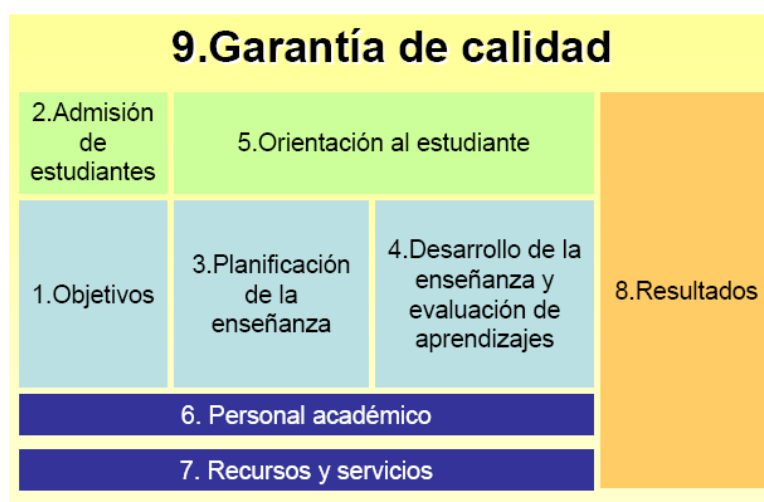 9.Garantía de calidad
2.Admisión
de
estudiantes
5.Orientación al estudiante
1.Objetivos
3.Planificación
de la
enseñanza
4.Desarrollo de la
enseñanza y
evaluación de
aprendizajes
8.Resultados
6. Personal académico
7. Recursos y servicios